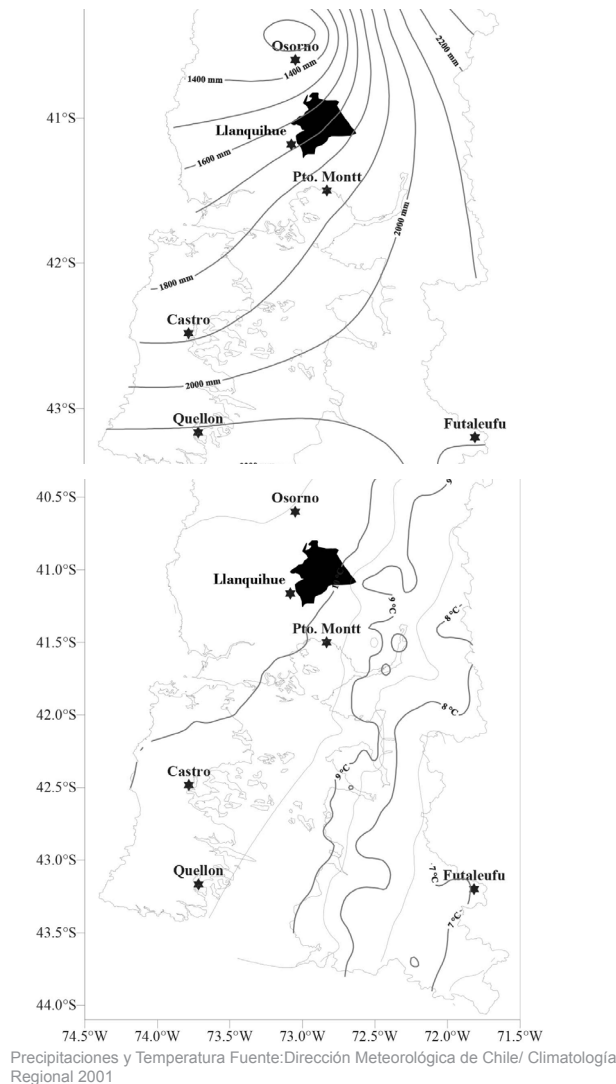 Osorno
1400 mm
1400 mm
2200 mm
41°S
Llanquihue
1600 mm
Pto. Montt
2000 mm
42°S
1800 mm
Castro
2000 mm
43°S
Quellon
Futaleufu
40.5°S
Osorno
41.0°S
Llanquihue
9 °C
8 °C
41.5°S
Pto. Montt
42.0°S
8 °C
42.5°S
Castro
9 °C
43.0°S
Quellon
7 °C
Futaleufu
43.5°S
7 °C
44.0°S
74.5°W 74.0°W 73.5°W 73.0°W 72.5°W 72.0°W 71.5°W
Precipitaciones y Temperatura Fuente:Dirección Meteorológica de Chile/ Climatología
Regional 2001